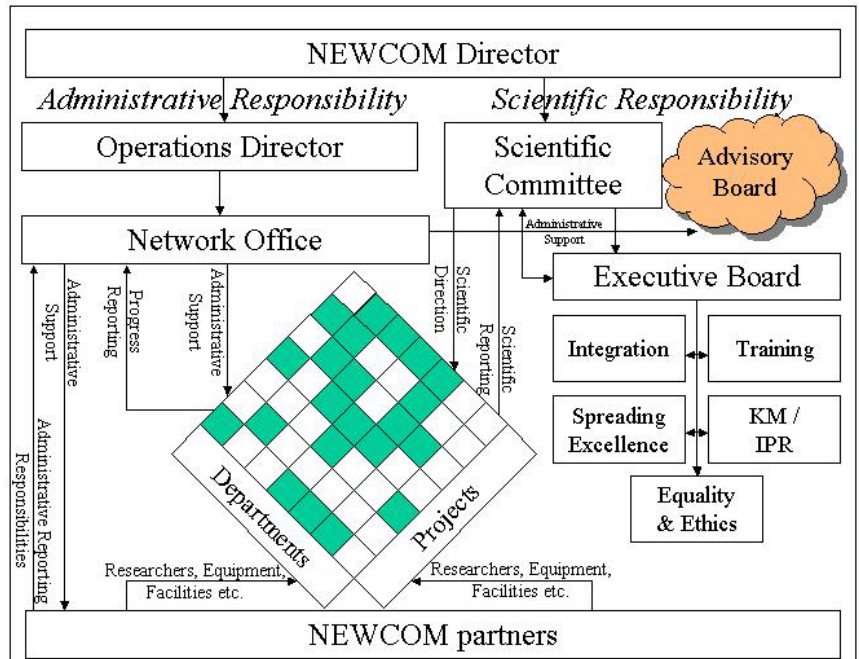 NEWCOM Director
Administrative Responsibility
Scientific Responsibility
Operations Director
Scientific
Committee
Advisory
Board
Network Office
Administrative
Support
Executive Board
Administrative
Support
Progress
Reporting
Administrative
Support
Scientific
Direction
Scientific
Reporting
Integration
Training
Spreading
Excellence
KM /
IPR
Equality
& Ethics
Administrative Reporting
Responsibilities
Departments
Projects
Researchers, Equipment,
Facilities etc.
Researchers, Equipment,
Facilities etc.
NEWCOM partners